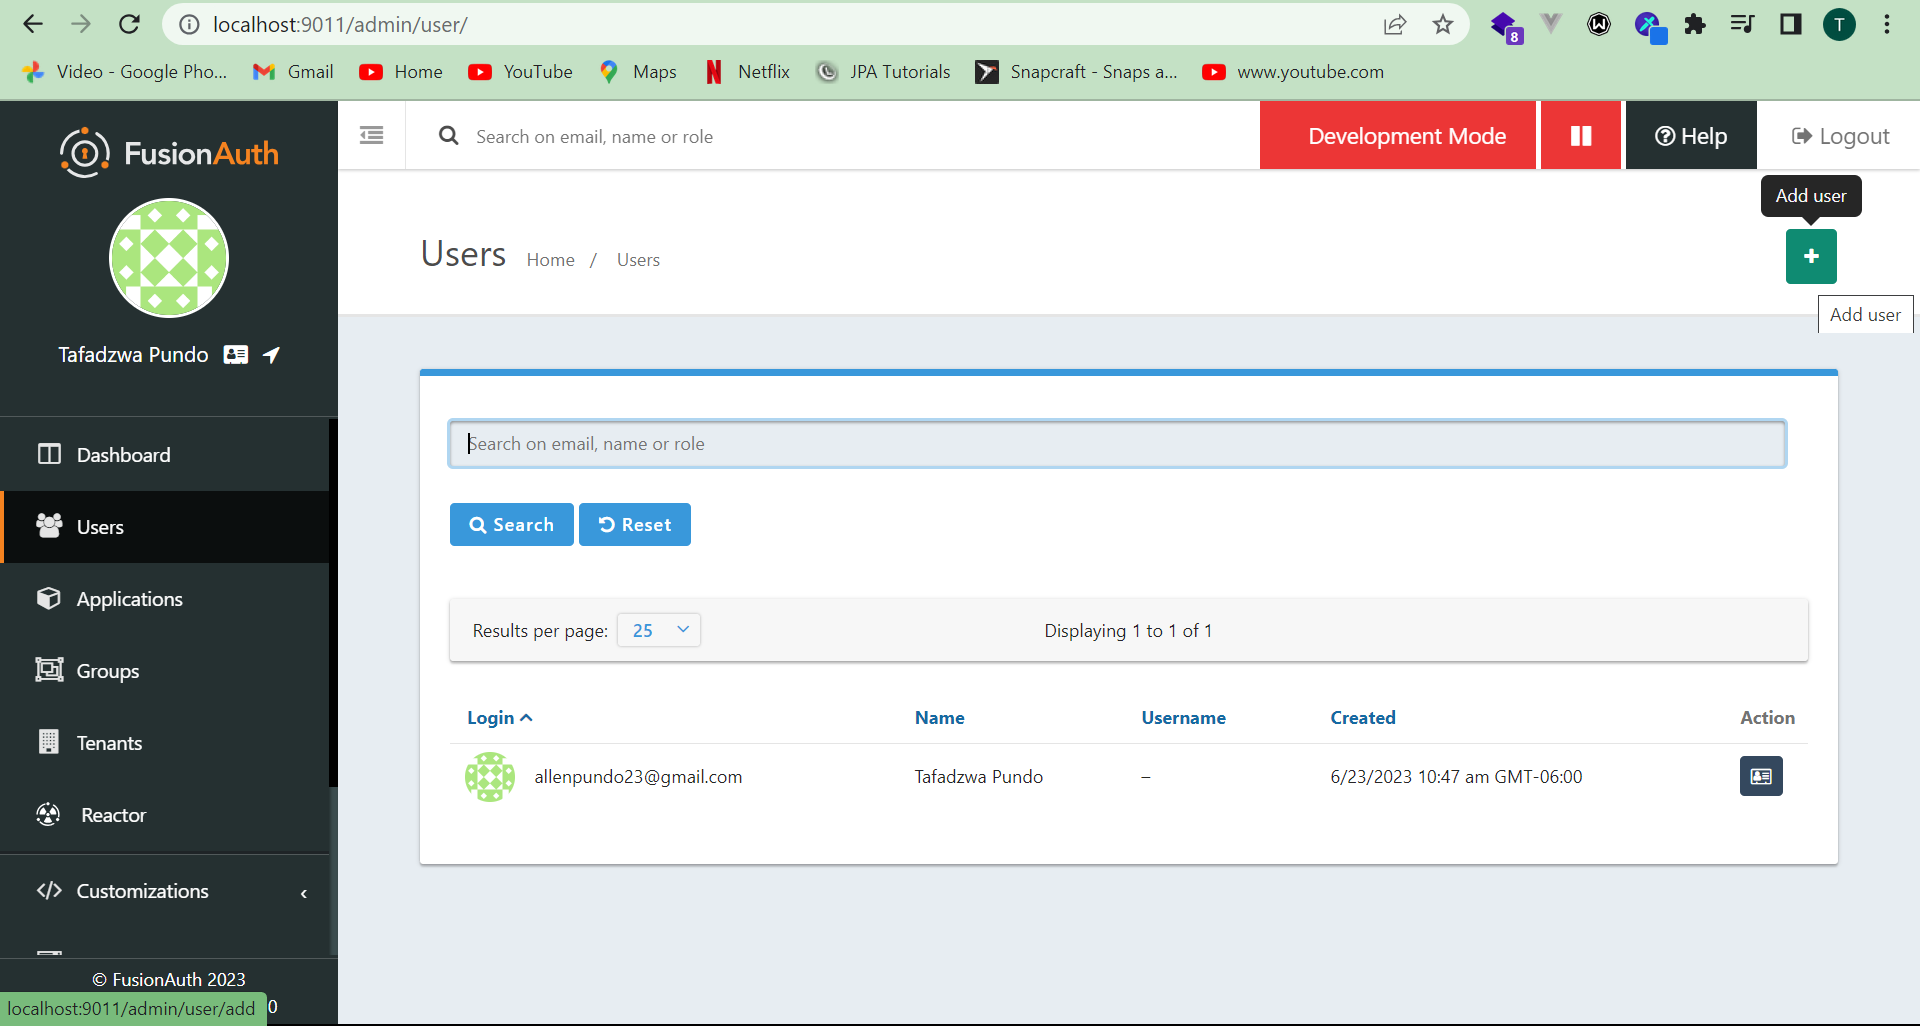 localhost:9011/admin/user/
8
T
Video - Google Pho... Gmail Home YouTube Maps Netflix JPA Tutorials Snapcraft - Snaps a... www.youtube.com
FusionAuth
Search on email, name or role
Development Mode
Help
Logout
Add user
Users Home / Users
Add user
Tafadzwa Pundo
Dashboard
Users
Applications
Groups
Tenants
Reactor
Customizations
Search on email, name or role
Search Reset
Results per page: 25 Displaying 1 to 1 of 1
Login Name Username Created Action
allenpundo23@gmail.com Tafadzwa Pundo – 6/23/2023 10:47 am GMT-06:00
© FusionAuth 2023
0
localhost:9011/admin/user/add